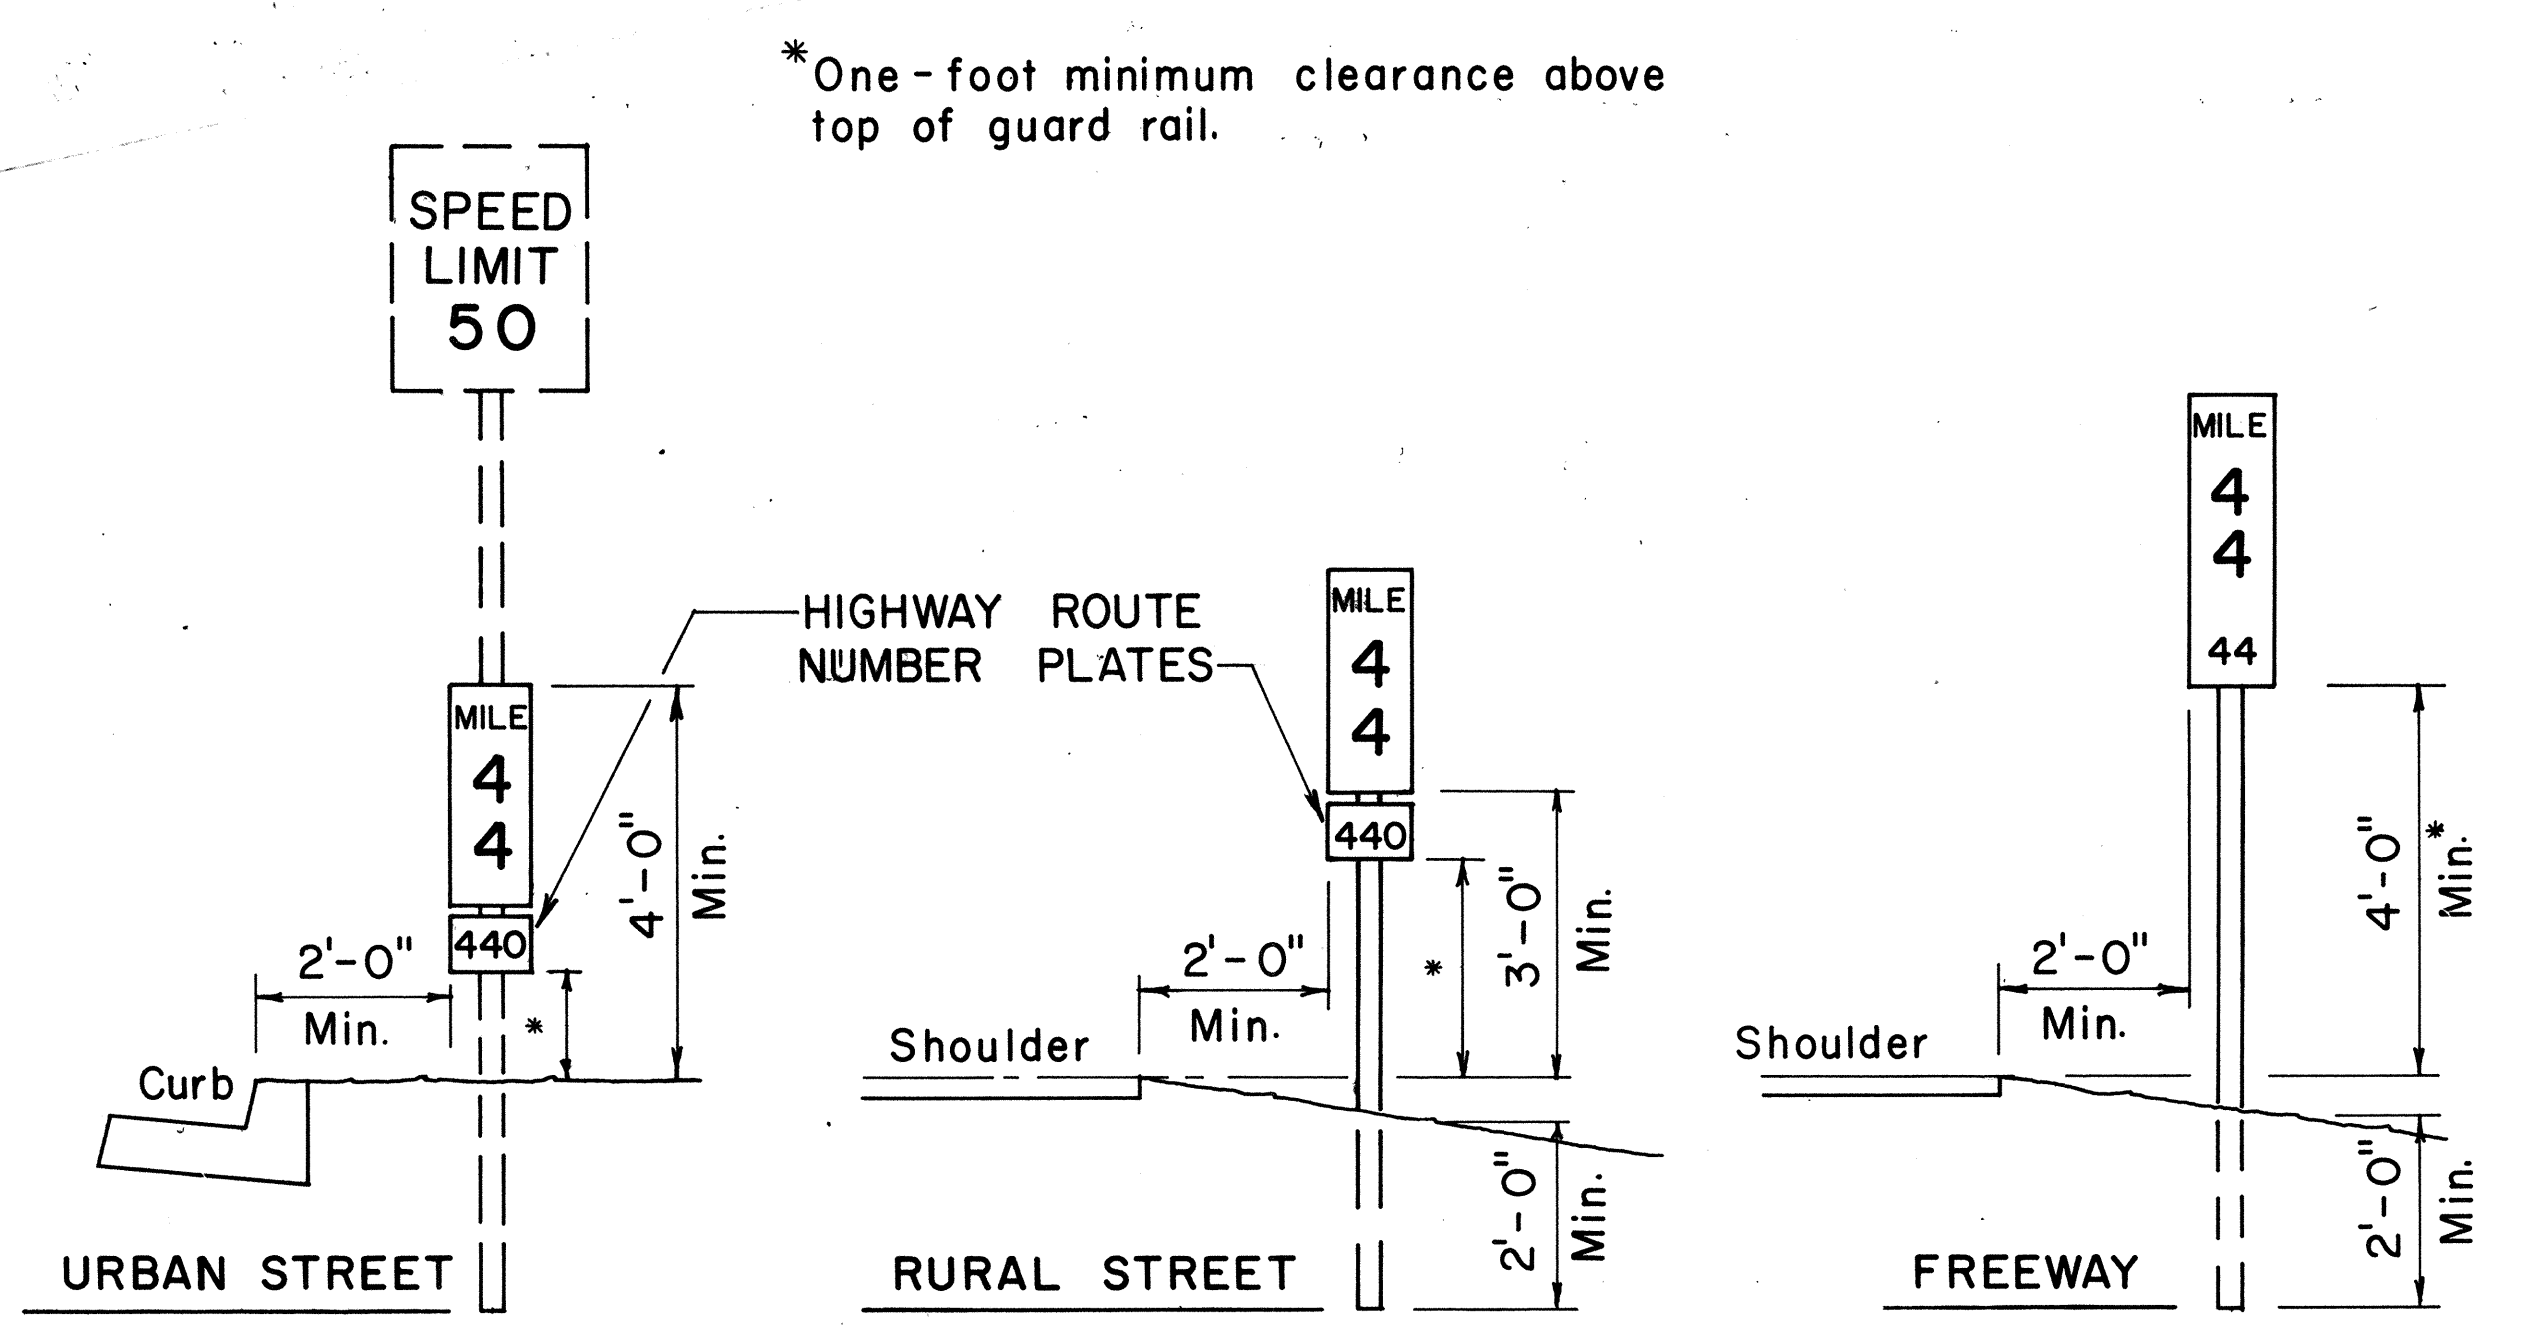 *One-foot minimum clearance above
top of guard rail.
SPEED
LIMIT
50
MILE
4
4
440
HIGHWAY ROUTE
NUMBER PLATES
2'-0"
Min.
*
4'-0"
Min.
Curb
URBAN STREET
MILE
4
4
440
2'-0"
Min.
*
3'-0"
Min.
Shoulder
2'-0"
Min.
RURAL STREET
MILE
4
4
44
2'-0"
Min.
4'-0"
Min.*
Shoulder
2'-0"
Min.
FREEWAY